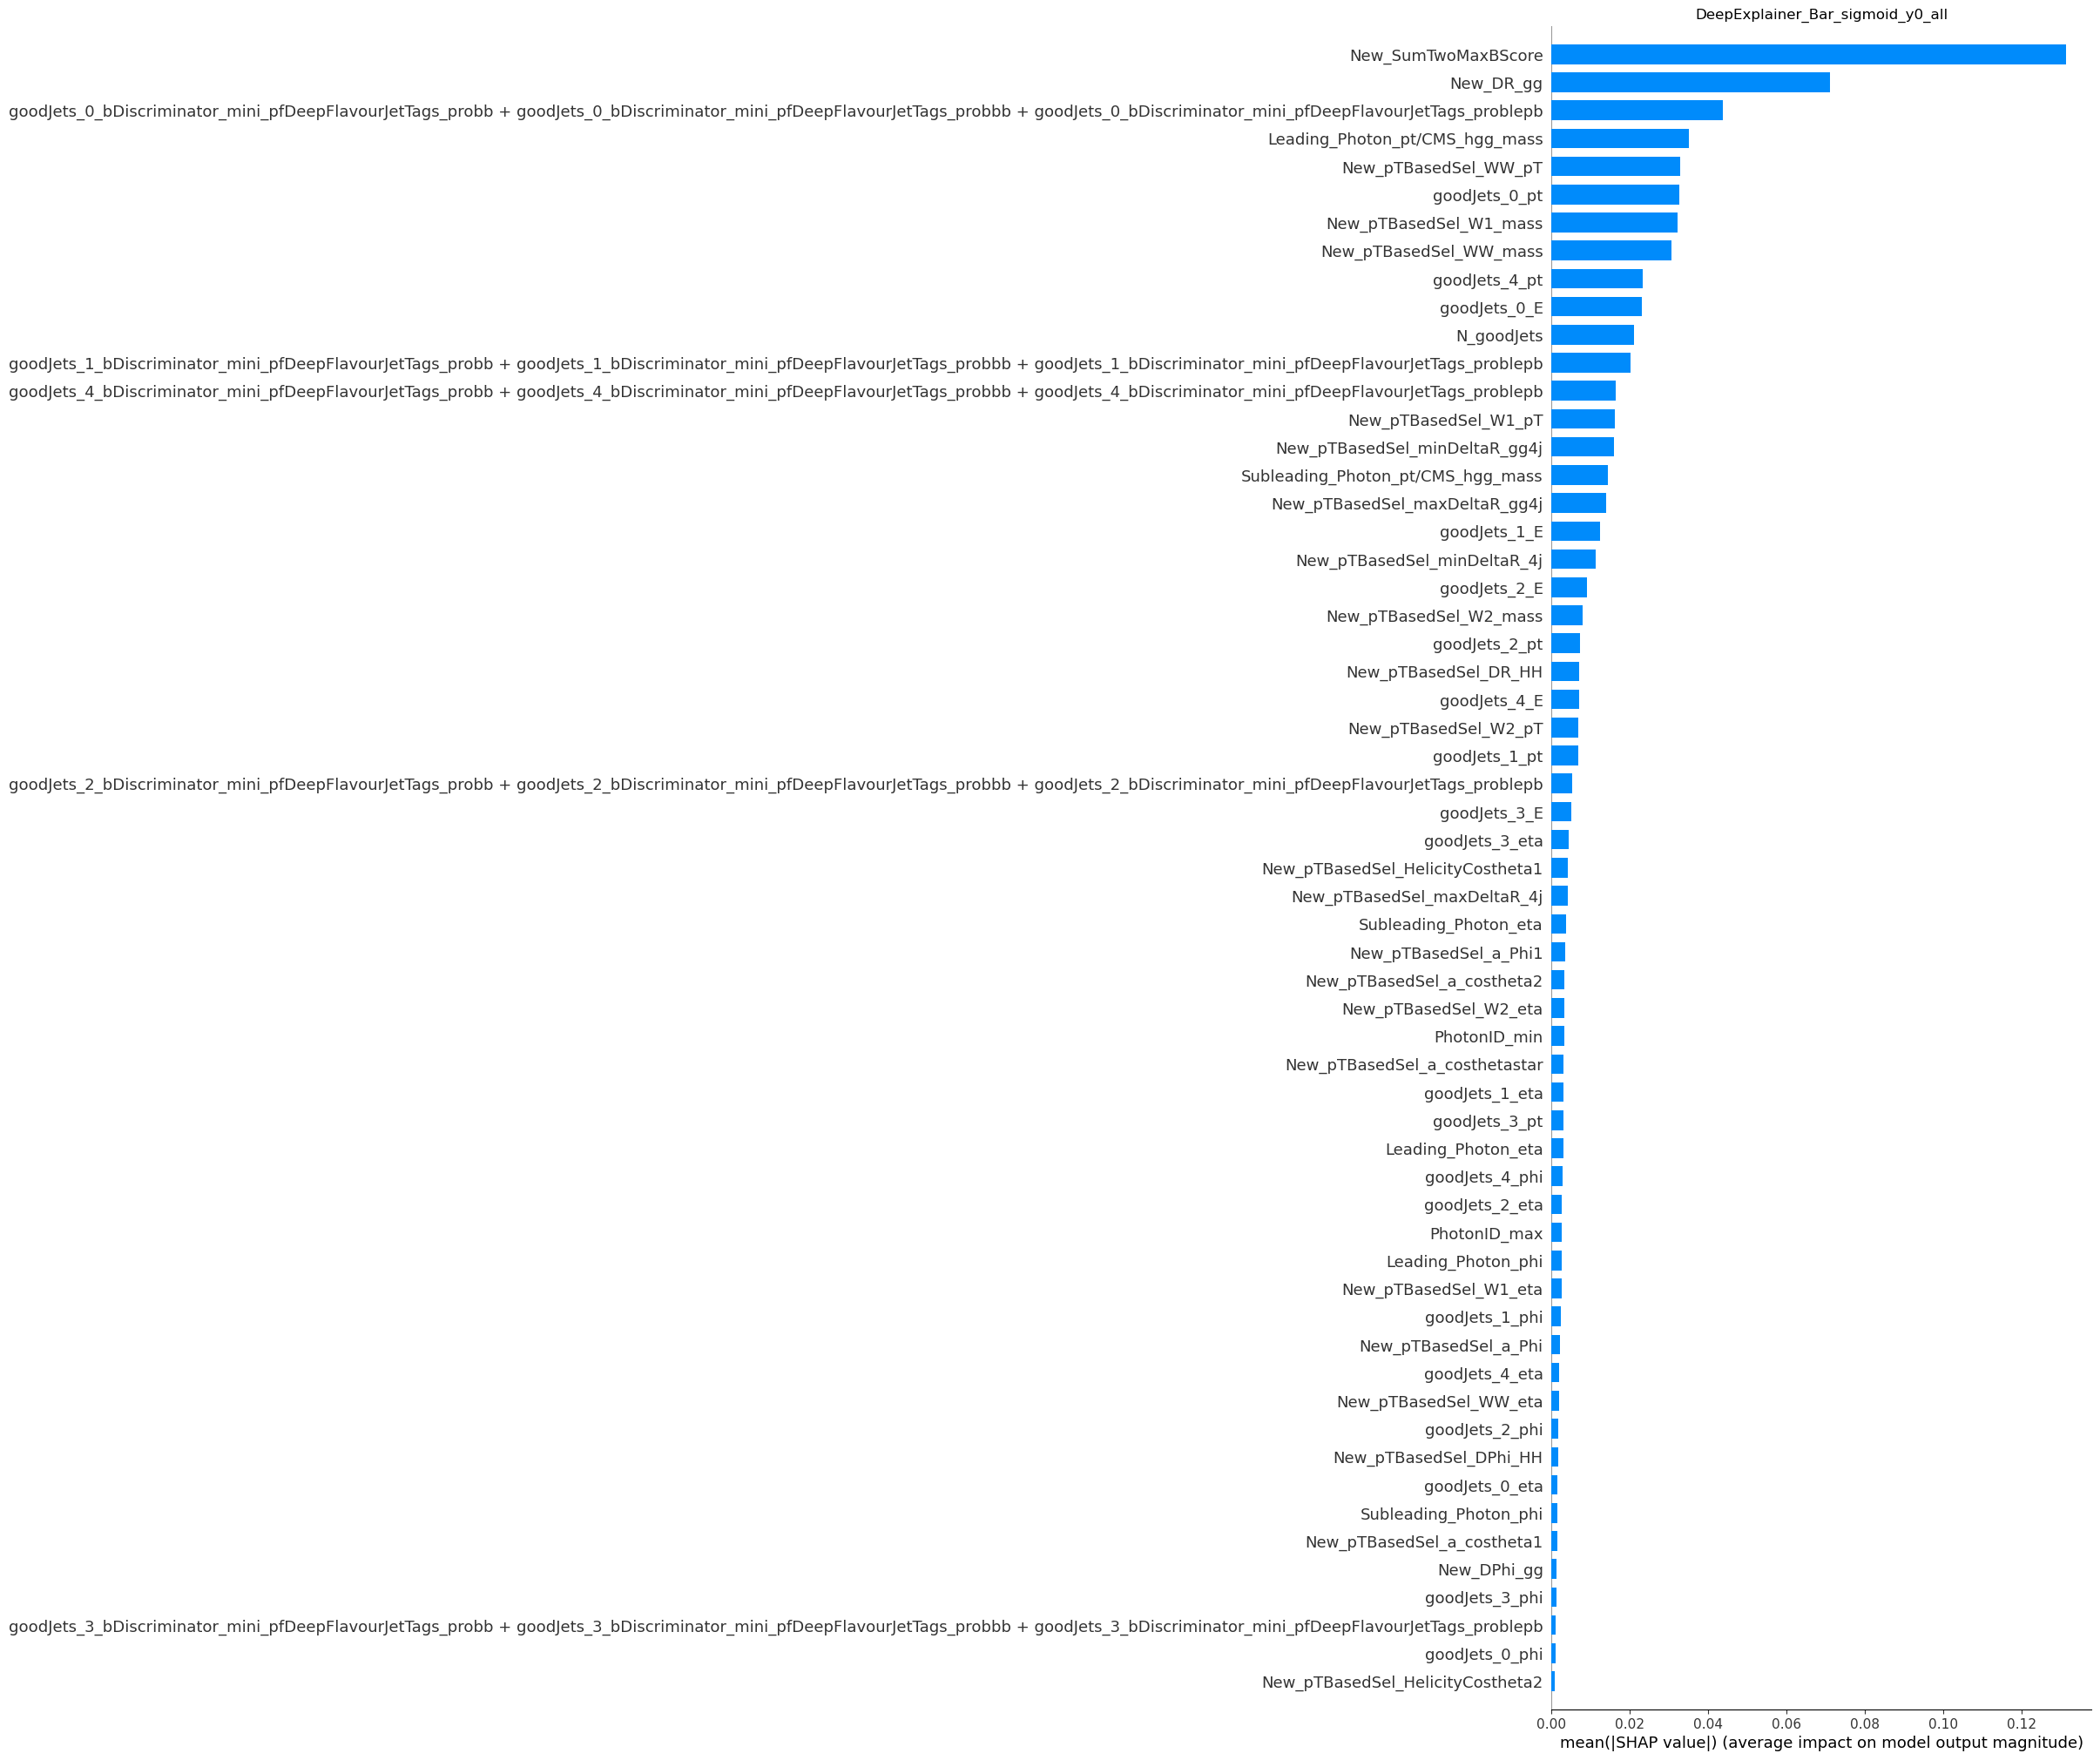 DeepExplainer_Bar_sigmoid_y0_all
New_SumTwoMaxBScore
New_DR_gg
goodJets_0_bDiscriminator_mini_pfDeepFlavourJetTags_probb + goodJets_0_bDiscriminator_mini_pfDeepFlavourJetTags_probbb + goodJets_0_bDiscriminator_mini_pfDeepFlavourJetTags_problepb
Leading_Photon_pt/CMS_hgg_mass
New_pTBasedSel_WW_pT
goodJets_0_pt
New_pTBasedSel_W1_mass
New_pTBasedSel_WW_mass
goodJets_4_pt
goodJets_0_E
N_goodJets
goodJets_1_bDiscriminator_mini_pfDeepFlavourJetTags_probb + goodJets_1_bDiscriminator_mini_pfDeepFlavourJetTags_probbb + goodJets_1_bDiscriminator_mini_pfDeepFlavourJetTags_problepb
goodJets_4_bDiscriminator_mini_pfDeepFlavourJetTags_probb + goodJets_4_bDiscriminator_mini_pfDeepFlavourJetTags_probbb + goodJets_4_bDiscriminator_mini_pfDeepFlavourJetTags_problepb
New_pTBasedSel_W1_pT
New_pTBasedSel_minDeltaR_gg4j
Subleading_Photon_pt/CMS_hgg_mass
New_pTBasedSel_maxDeltaR_gg4j
goodJets_1_E
New_pTBasedSel_minDeltaR_4j
goodJets_2_E
New_pTBasedSel_W2_mass
goodJets_2_pt
New_pTBasedSel_DR_HH
goodJets_4_E
New_pTBasedSel_W2_pT
goodJets_1_pt
goodJets_2_bDiscriminator_mini_pfDeepFlavourJetTags_probb + goodJets_2_bDiscriminator_mini_pfDeepFlavourJetTags_probbb + goodJets_2_bDiscriminator_mini_pfDeepFlavourJetTags_problepb
goodJets_3_E
goodJets_3_eta
New_pTBasedSel_HelicityCostheta1
New_pTBasedSel_maxDeltaR_4j
Subleading_Photon_eta
New_pTBasedSel_a_Phi1
New_pTBasedSel_a_costheta2
New_pTBasedSel_W2_eta
PhotonID_min
New_pTBasedSel_a_costhetastar
goodJets_1_eta
goodJets_3_pt
Leading_Photon_eta
goodJets_4_phi
goodJets_2_eta
PhotonID_max
Leading_Photon_phi
New_pTBasedSel_W1_eta
goodJets_1_phi
New_pTBasedSel_a_Phi
goodJets_4_eta
New_pTBasedSel_WW_eta
goodJets_2_phi
New_pTBasedSel_DPhi_HH
goodJets_0_eta
Subleading_Photon_phi
New_pTBasedSel_a_costheta1
New_DPhi_gg
goodJets_3_phi
goodJets_3_bDiscriminator_mini_pfDeepFlavourJetTags_probb + goodJets_3_bDiscriminator_mini_pfDeepFlavourJetTags_probbb + goodJets_3_bDiscriminator_mini_pfDeepFlavourJetTags_problepb
goodJets_0_phi
New_pTBasedSel_HelicityCostheta2
0.00 0.02 0.04 0.06 0.08 0.10 0.12
mean(|SHAP value|) (average impact on model output magnitude)